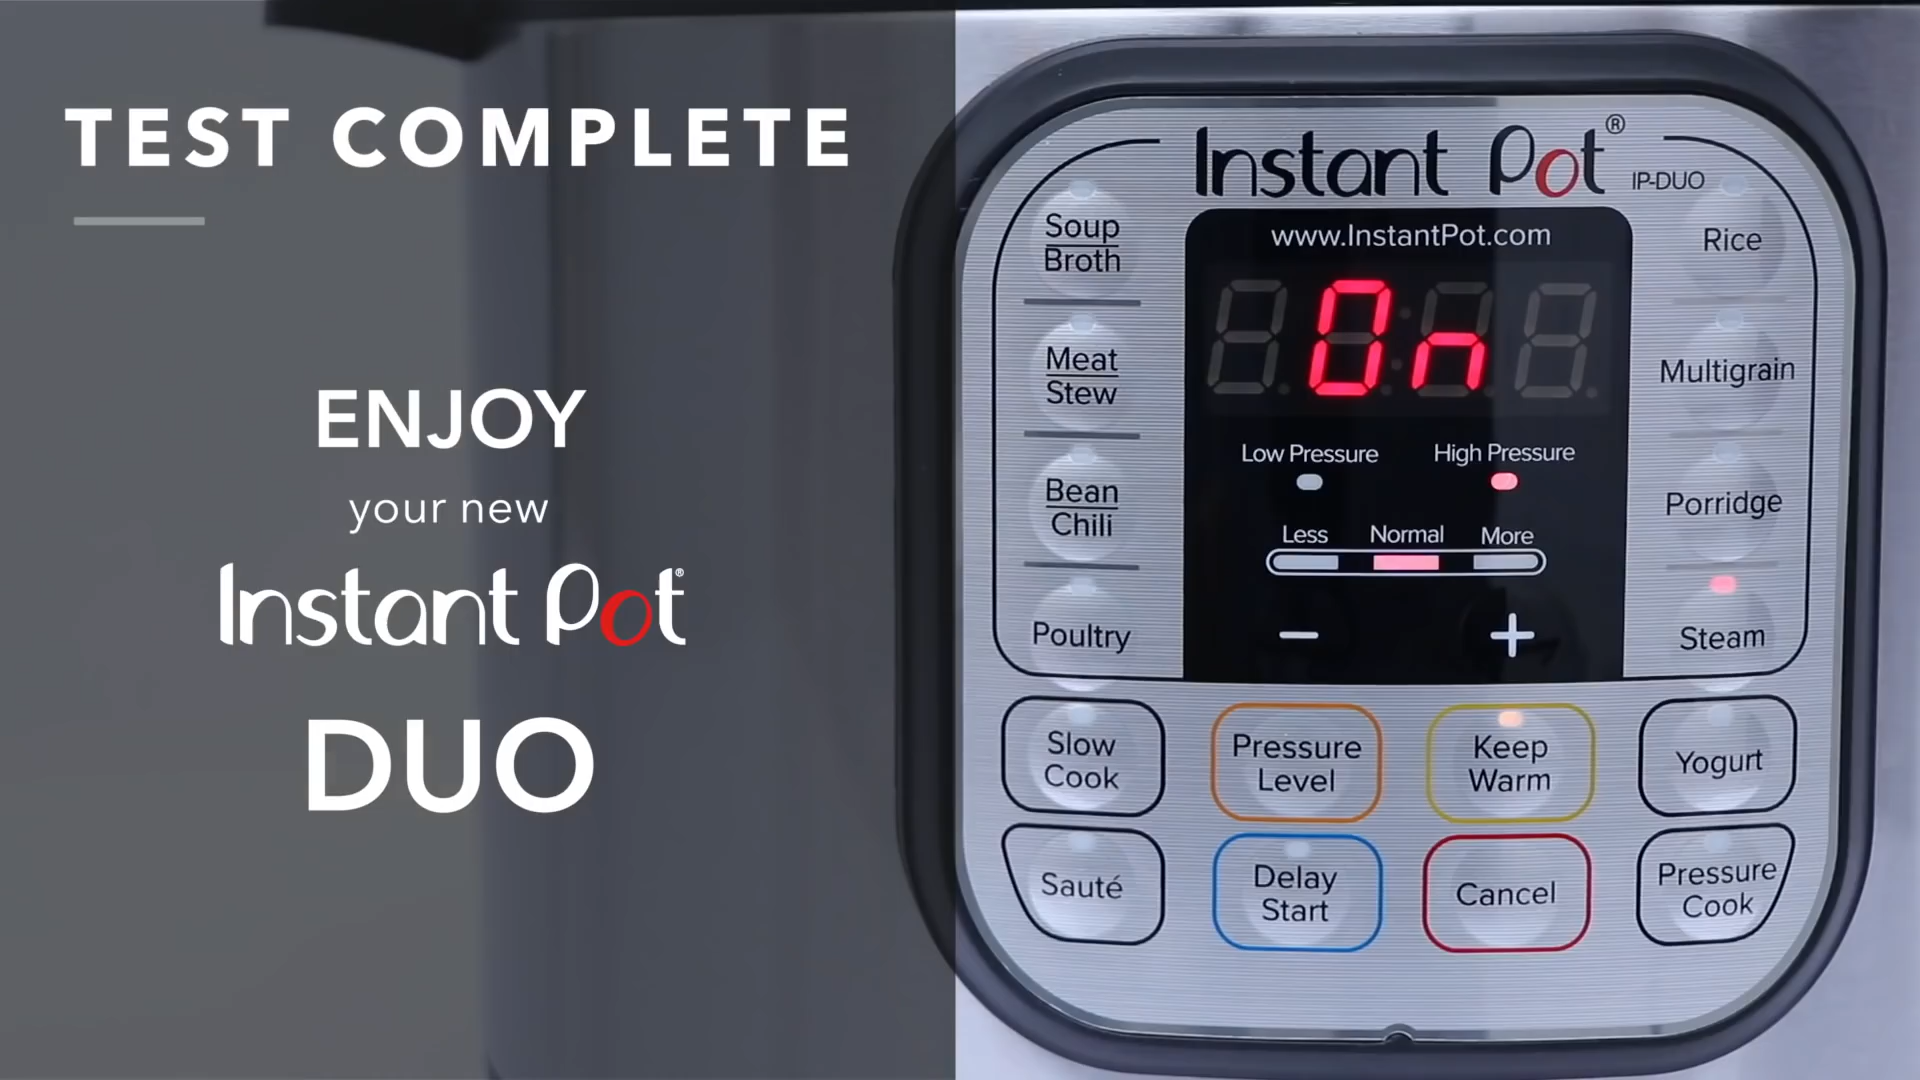 TEST COMPLETE
ENJOY
your new
Instant Pot®
DUO
Instant Pot® IP-DUO
www.InstantPot.com
On
Low Pressure High Pressure
Less Normal More
− +
Soup
Broth
Meat
Stew
Bean
Chili
Poultry
Rice
Multigrain
Porridge
Steam
Slow
Cook
Pressure
Level
Keep
Warm
Yogurt
Sauté
Delay
Start
Cancel
Pressure
Cook